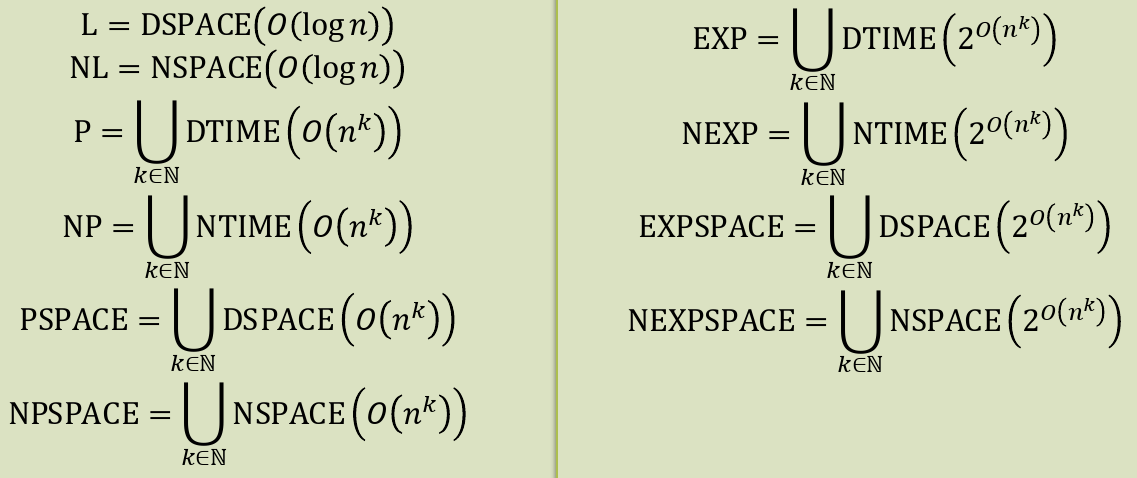 L = DSPACE(O(log n))
NL = NSPACE(O(log n))
P = ⋃_{k∈ℕ} DTIME(O(n^k))
NP = ⋃_{k∈ℕ} NTIME(O(n^k))
PSPACE = ⋃_{k∈ℕ} DSPACE(O(n^k))
NPSPACE = ⋃_{k∈ℕ} NSPACE(O(n^k))
EXP = ⋃_{k∈ℕ} DTIME(2^{O(n^k)})
NEXP = ⋃_{k∈ℕ} NTIME(2^{O(n^k)})
EXPSPACE = ⋃_{k∈ℕ} DSPACE(2^{O(n^k)})
NEXPSPACE = ⋃_{k∈ℕ} NSPACE(2^{O(n^k)})